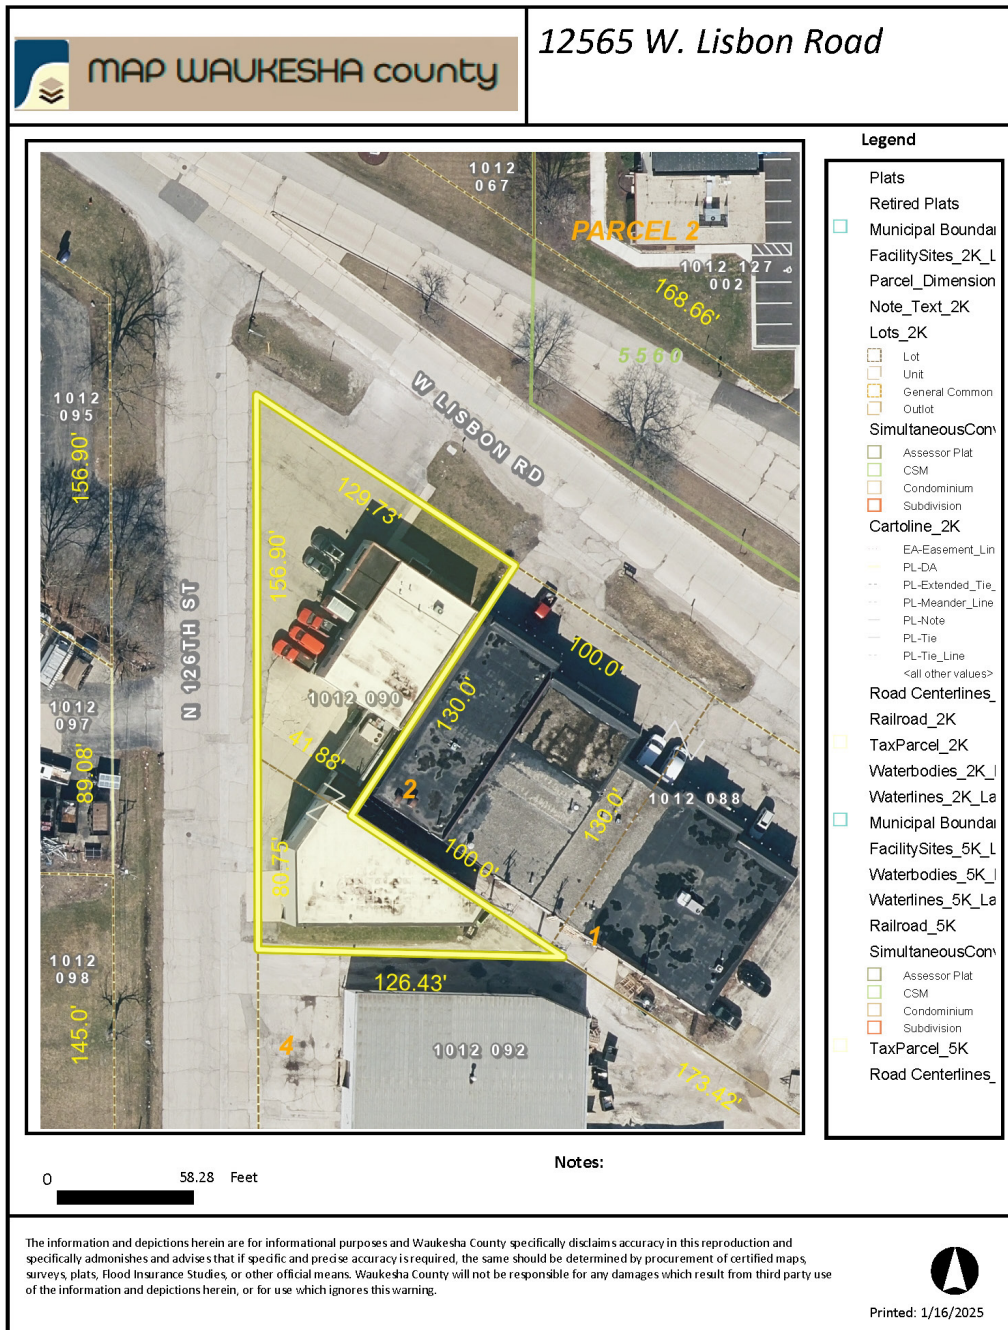 MAP WAUKESHA county
12565 W. Lisbon Road
1012
067
PARCEL 2
1012 127
002
168.66'
5560
1012
095
156.90'
W LISBON RD
129.73'
156.90'
N 126TH ST
100.0'
1012 090
130.0'
1012
097
41.88'
89.08'
2
130.0'
1012 088
80.75'
100.0'
1
1012
098
126.43'
145.0'
4
1012 092
173.42'
Legend
Plats
Retired Plats
Municipal Boundar
FacilitySites_2K_L
Parcel_Dimension
Note_Text_2K
Lots_2K
Lot
Unit
General Common
Outlot
SimultaneousConv
Assessor Plat
CSM
Condominium
Subdivision
Cartoline_2K
EA-Easement_Lin
PL-DA
PL-Extended_Tie_
PL-Meander_Line
PL-Note
PL-Tie
PL-Tie_Line
<all other values>
Road Centerlines_
Railroad_2K
TaxParcel_2K
Waterbodies_2K_
Waterlines_2K_La
Municipal Boundar
FacilitySites_5K_L
Waterbodies_5K_
Waterlines_5K_La
Railroad_5K
SimultaneousConv
Assessor Plat
CSM
Condominium
Subdivision
TaxParcel_5K
Road Centerlines_
0 58.28 Feet
Notes:
The information and depictions herein are for informational purposes and Waukesha County specifically disclaims accuracy in this reproduction and
specifically admonishes and advises that if specific and precise accuracy is required, the same should be determined by procurement of certified maps,
surveys, plats, Flood Insurance Studies, or other official means. Waukesha County will not be responsible for any damages which result from third party use
of the information and depictions herein, or for use which ignores this warning.
Printed: 1/16/2025